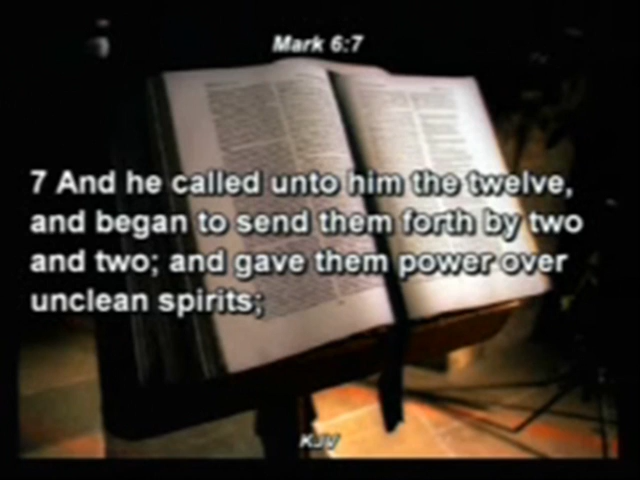 Mark 6:7
7 And he called unto him the twelve,
and began to send them forth by two
and two; and gave them power over
unclean spirits;
KJV